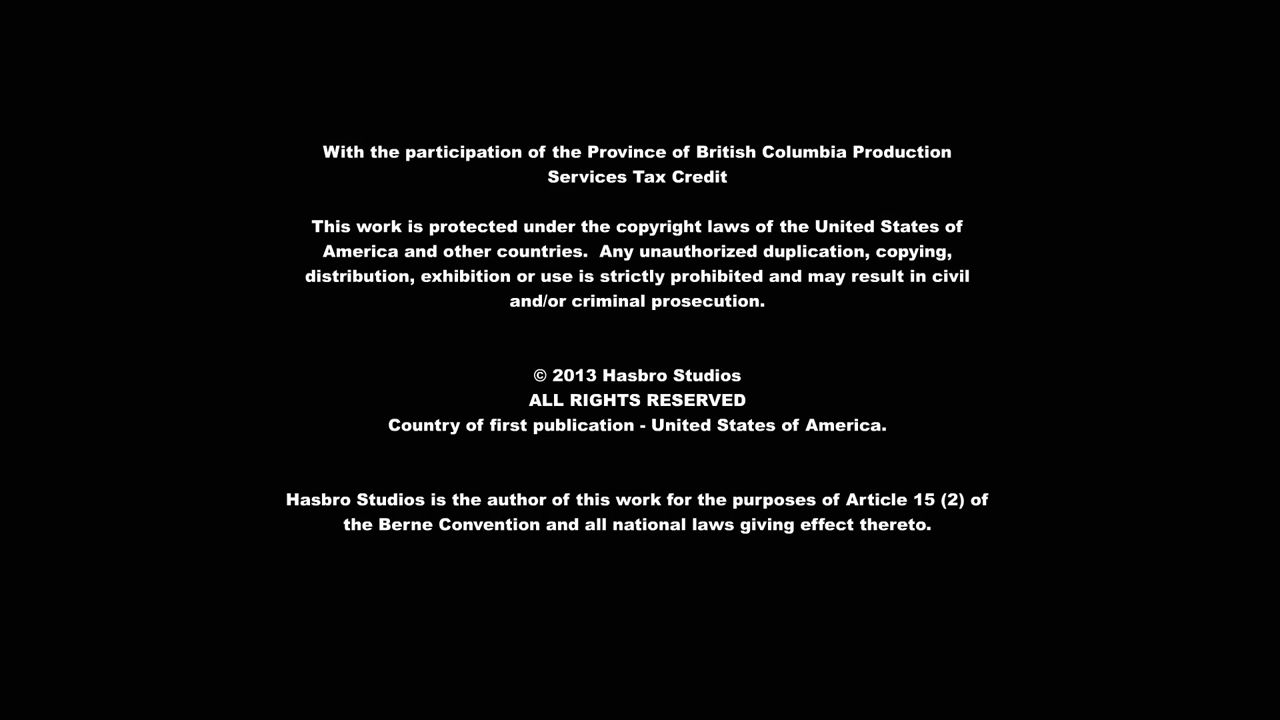 With the participation of the Province of British Columbia Production
Services Tax Credit
This work is protected under the copyright laws of the United States of
America and other countries.  Any unauthorized duplication, copying,
distribution, exhibition or use is strictly prohibited and may result in civil
and/or criminal prosecution.
© 2013 Hasbro Studios
ALL RIGHTS RESERVED
Country of first publication - United States of America.
Hasbro Studios is the author of this work for the purposes of Article 15 (2) of
the Berne Convention and all national laws giving effect thereto.